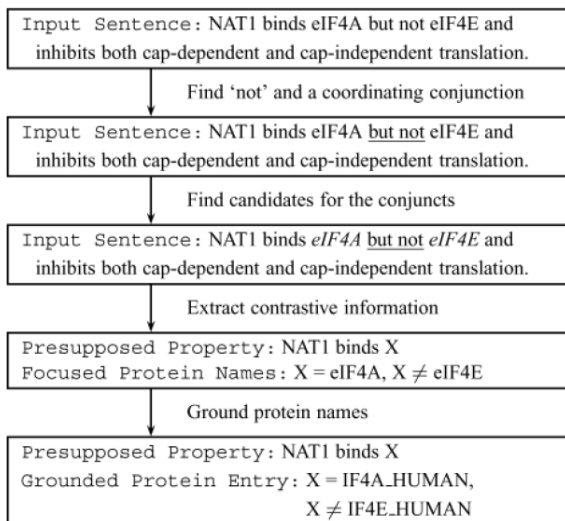 Input Sentence: NAT1 binds eIF4A but not eIF4E and
inhibits both cap-dependent and cap-independent translation.
Find ‘not’ and a coordinating conjunction
Input Sentence: NAT1 binds eIF4A but not eIF4E and
inhibits both cap-dependent and cap-independent translation.
Find candidates for the conjuncts
Input Sentence: NAT1 binds eIF4A but not eIF4E and
inhibits both cap-dependent and cap-independent translation.
Extract contrastive information
Presupposed Property: NAT1 binds X
Focused Protein Names: X = eIF4A, X ≠ eIF4E
Ground protein names
Presupposed Property: NAT1 binds X
Grounded Protein Entry: X = IF4A_HUMAN,
X ≠ IF4E_HUMAN